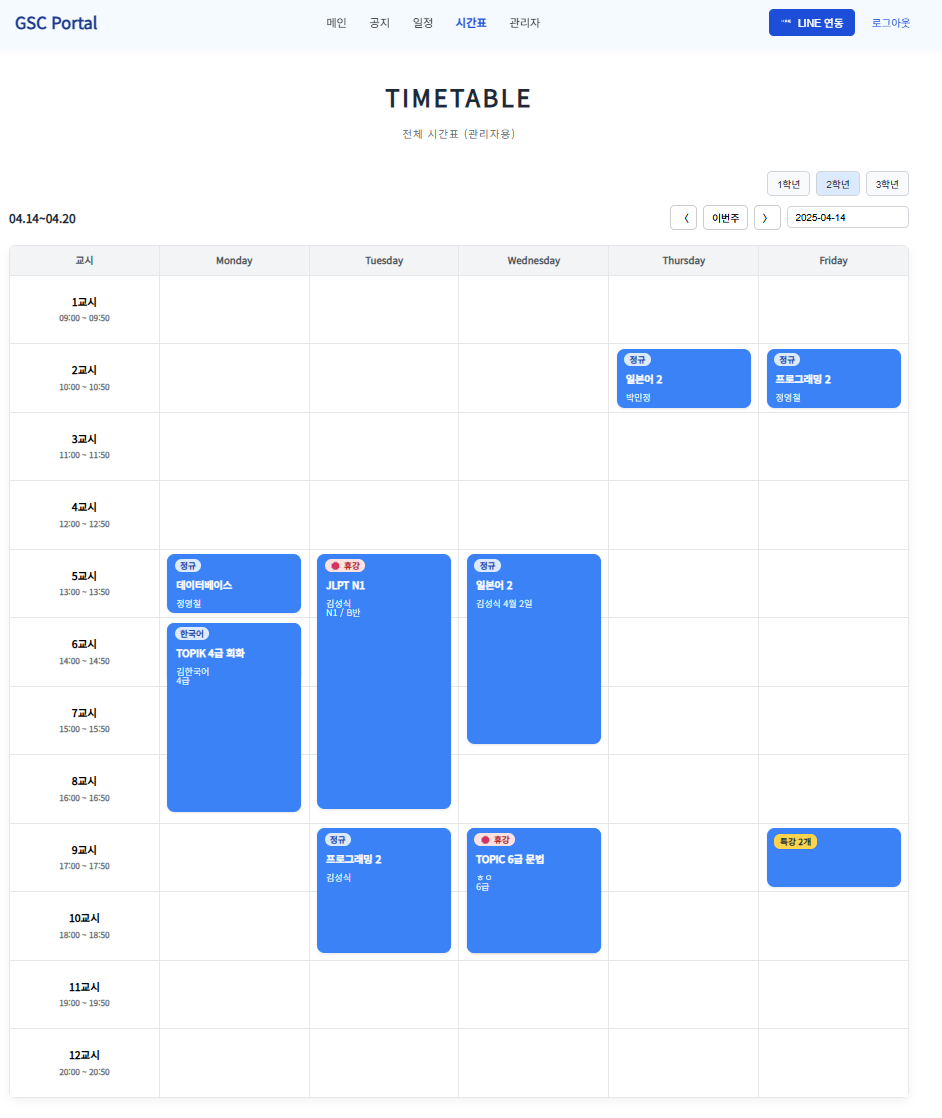 GSC Portal
메인 공지 일정 시간표 관리자
LINE 연동
로그아웃
TIMETABLE
전체 시간표 (관리자용)
1학년 2학년 3학년
04.14~04.20
〈 이번주 〉 2025-04-14
교시 Monday Tuesday Wednesday Thursday Friday
1교시
09:00 ~ 09:50
2교시
10:00 ~ 10:50
정규
일본어 2
박민정
정규
프로그래밍 2
정영철
3교시
11:00 ~ 11:50
4교시
12:00 ~ 12:50
5교시
13:00 ~ 13:50
정규
데이터베이스
정영철
휴강
JLPT N1
김성식
N1 / B반
정규
일본어 2
김성식 4월 2일
6교시
14:00 ~ 14:50
한국어
TOPIK 4급 회화
김한국어
4급
7교시
15:00 ~ 15:50
8교시
16:00 ~ 16:50
9교시
17:00 ~ 17:50
정규
프로그래밍 2
김성식
휴강
TOPIC 6급 문법
ㅎㅇ
6급
특강 2개
10교시
18:00 ~ 18:50
11교시
19:00 ~ 19:50
12교시
20:00 ~ 20:50